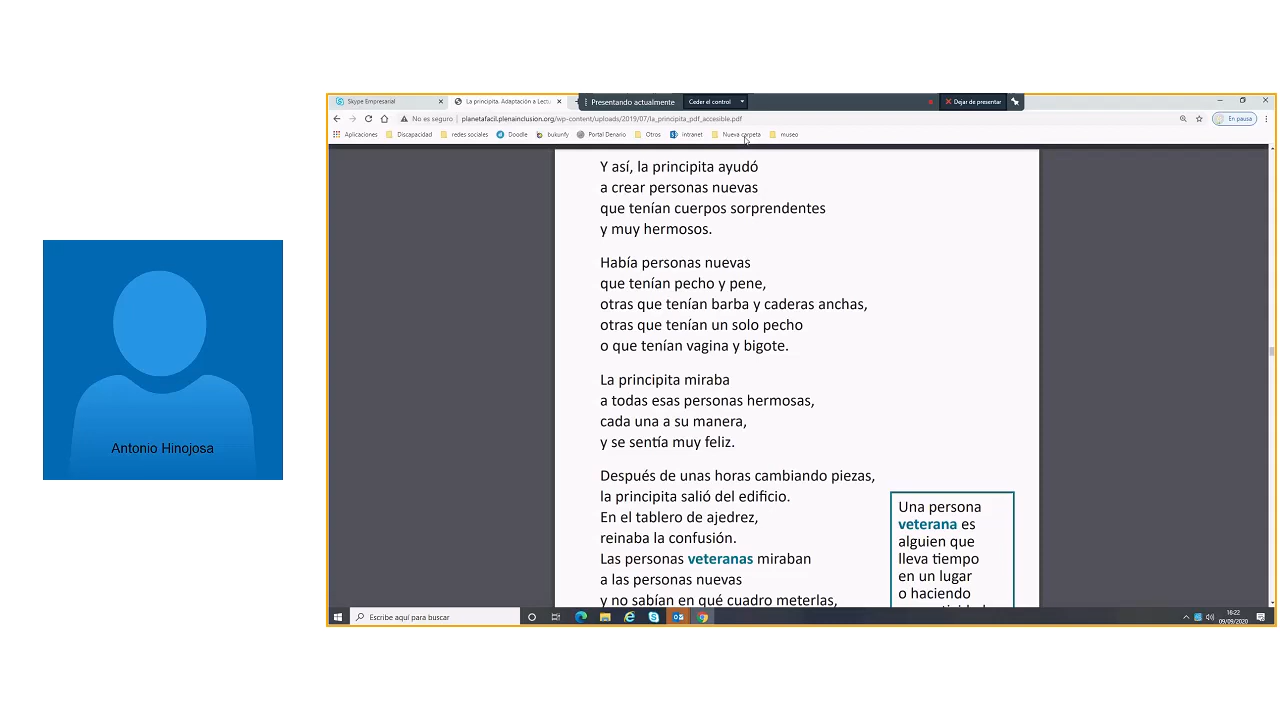 Skype Empresarial
La principita. Adaptación a Lectu
Presentando actualmente
Ceder el control
Dejar de presentar
No es seguro
planetafacil.plenainclusion.org/wp-content/uploads/2019/07/la_principita_pdf_accesible.pdf
En pausa
Aplicaciones
Discapacidad
redes sociales
Doodle
bukunfy
Portal Denario
Otros
intranet
Nueva carpeta
museo
Y así, la principita ayudó
a crear personas nuevas
que tenían cuerpos sorprendentes
y muy hermosos.
Había personas nuevas
que tenían pecho y pene,
otras que tenían barba y caderas anchas,
otras que tenían un solo pecho
o que tenían vagina y bigote.
La principita miraba
a todas esas personas hermosas,
cada una a su manera,
y se sentía muy feliz.
Después de unas horas cambiando piezas,
la principita salió del edificio.
En el tablero de ajedrez,
reinaba la confusión.
Las personas veteranas miraban
a las personas nuevas
y no sabían en qué cuadro meterlas,
Una persona
veterana es
alguien que
lleva tiempo
en un lugar
o haciendo
Antonio Hinojosa
Escribe aquí para buscar
16:22
09/09/2020